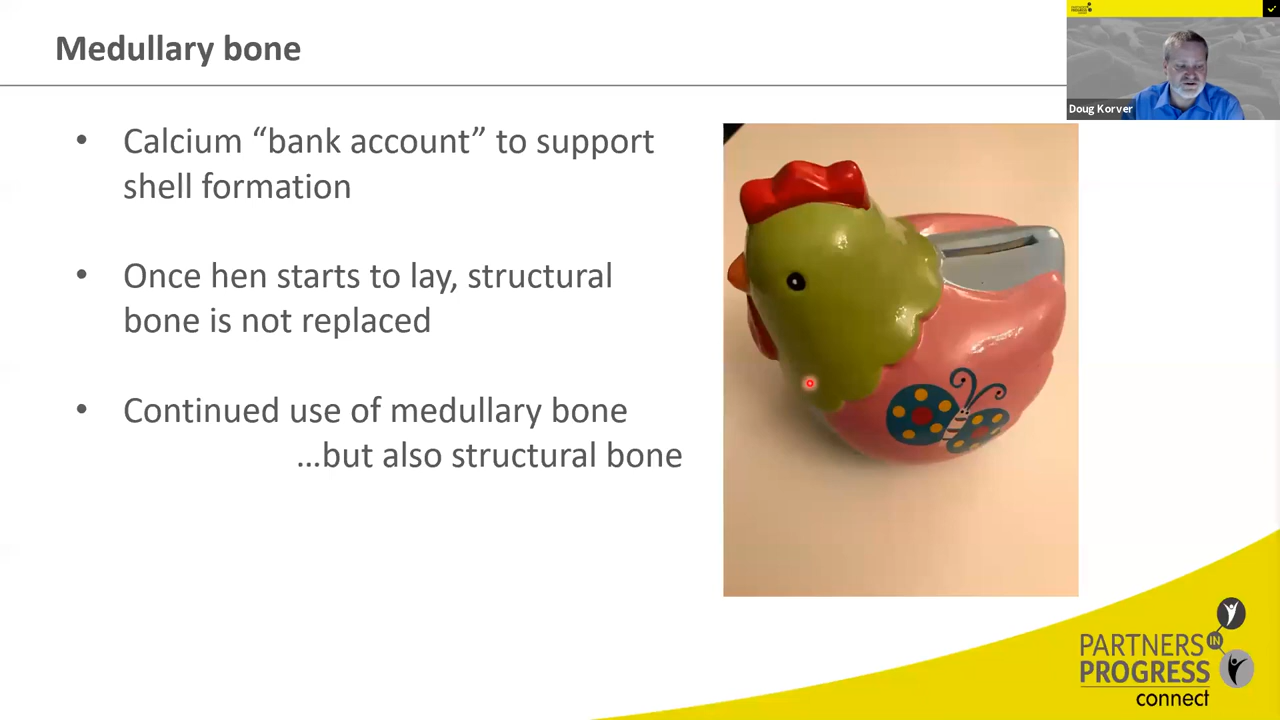 Medullary bone
Doug Korver
• Calcium “bank account” to support
shell formation
• Once hen starts to lay, structural
bone is not replaced
• Continued use of medullary bone
...but also structural bone
PARTNERS IN
PROGRESS
connect